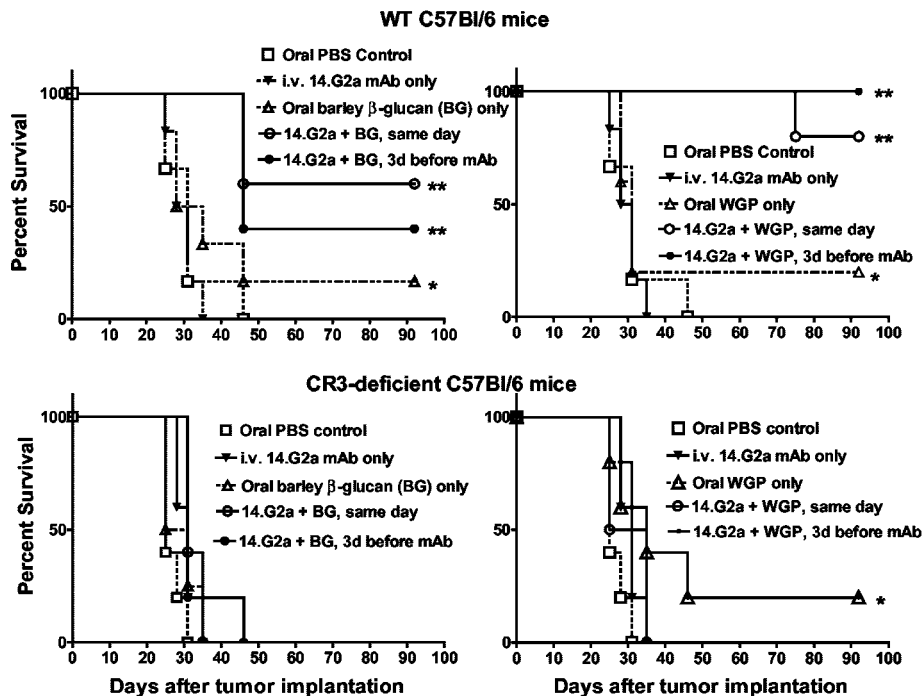 WT C57Bl/6 mice
Oral PBS Control
i.v. 14.G2a mAb only
Oral barley β-glucan (BG) only
14.G2a + BG, same day
14.G2a + BG, 3d before mAb
Percent Survival
100
50
0
**
**
*
0 10 20 30 40 50 60 70 80 90 100
Oral PBS Control
i.v. 14.G2a mAb only
Oral WGP only
14.G2a + WGP, same day
14.G2a + WGP, 3d before mAb
100
50
0
**
**
*
0 10 20 30 40 50 60 70 80 90 100
CR3-deficient C57Bl/6 mice
Oral PBS control
i.v. 14.G2a mAb only
Oral barley β-glucan (BG) only
14.G2a + BG, same day
14.G2a + BG, 3d before mAb
Percent Survival
100
50
0
0 10 20 30 40 50 60 70 80 90 100
Days after tumor implantation
Oral PBS control
i.v. 14.G2a mAb only
Oral WGP only
14.G2a + WGP, same day
14.G2a + WGP, 3d before mAb
100
50
0
*
0 10 20 30 40 50 60 70 80 90 100
Days after tumor implantation